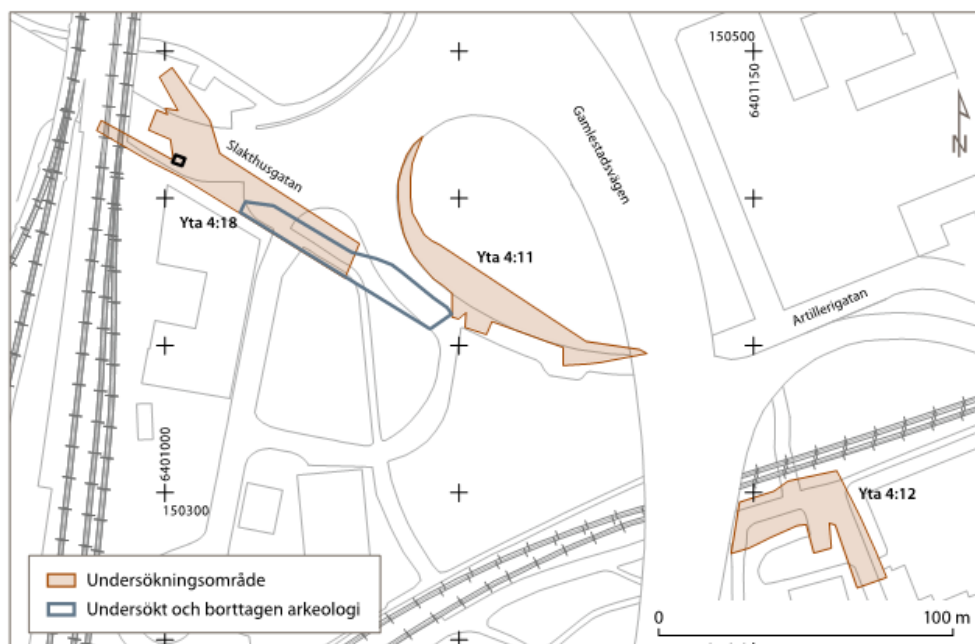 150500
6401150
Gamlestadsvägen
Slakthusgatan
Yta 4:18
Yta 4:11
Artillerigatan
6401000
150300
Yta 4:12
Undersökningsområde
Undersökt och borttagen arkeologi
0
100 m
N